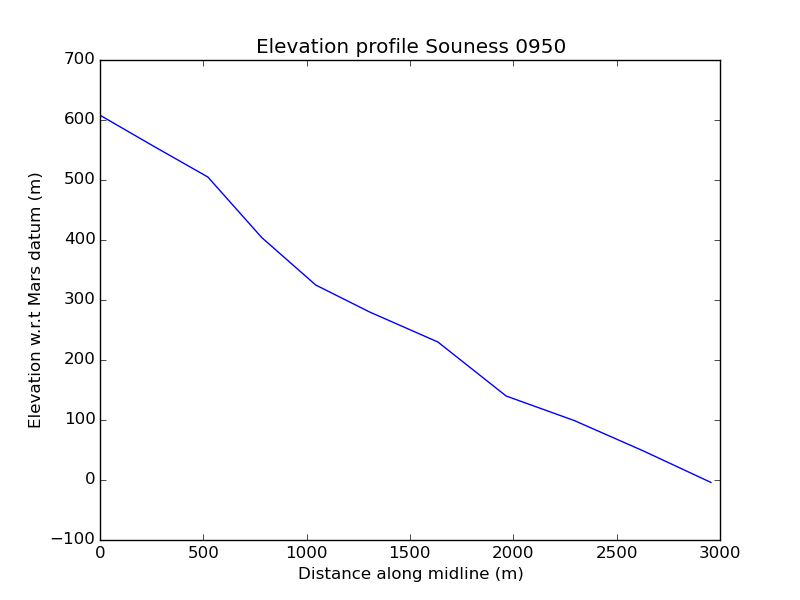 Elevation profile Souness 0950
700
600
500
400
300
200
100
0
−100
Elevation w.r.t Mars datum (m)
0 500 1000 1500 2000 2500 3000
Distance along midline (m)